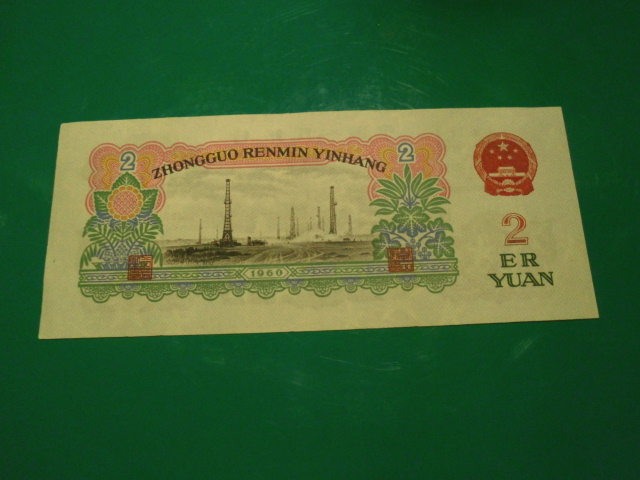 2
ZHONGGUO RENMIN YINHANG
2
1960
2
ER
YUAN